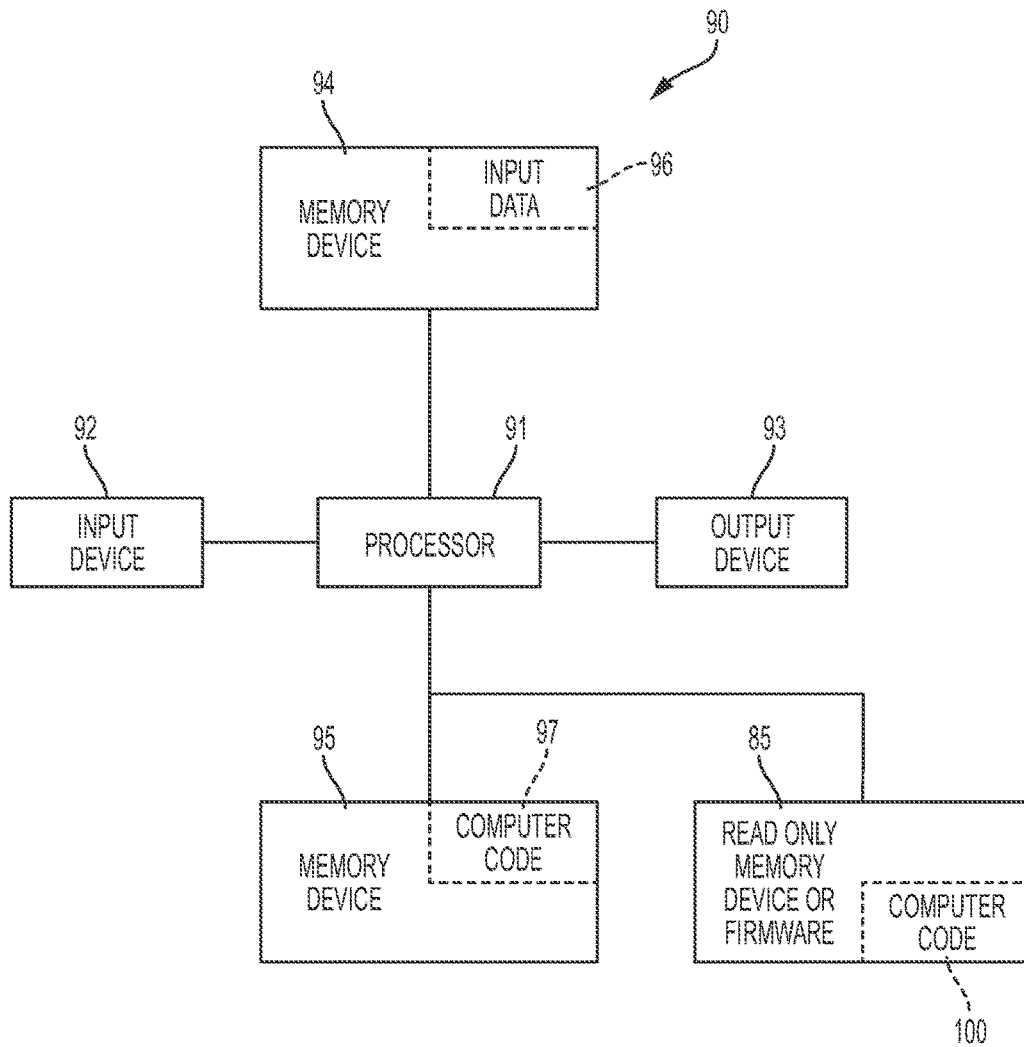 90
94
INPUT
DATA
96
MEMORY
DEVICE
92
91
93
INPUT
DEVICE
PROCESSOR
OUTPUT
DEVICE
95
97
85
COMPUTER
CODE
MEMORY
DEVICE
READ ONLY
MEMORY
DEVICE OR
FIRMWARE
COMPUTER
CODE
100